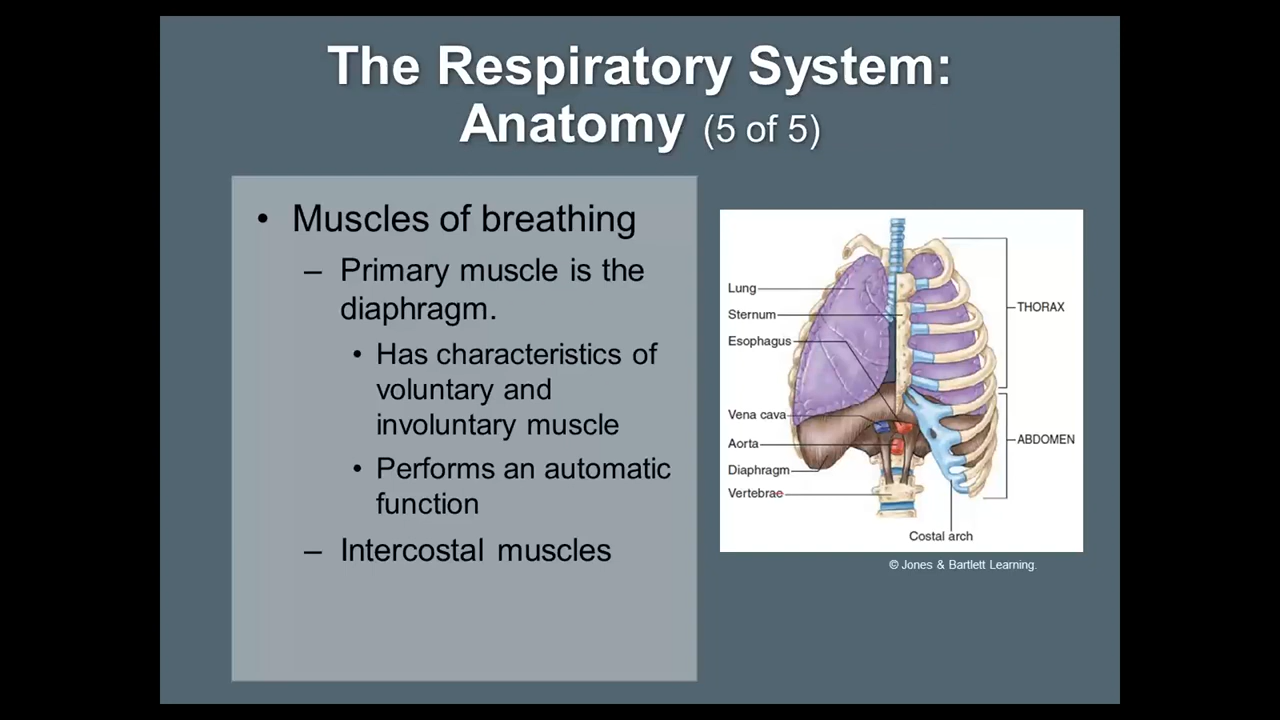 The Respiratory System:
Anatomy (5 of 5)
• Muscles of breathing
– Primary muscle is the
diaphragm.
• Has characteristics of
voluntary and
involuntary muscle
• Performs an automatic
function
– Intercostal muscles
Lung
Sternum
Esophagus
Vena cava
Aorta
Diaphragm
Vertebrae
THORAX
ABDOMEN
Costal arch
© Jones & Bartlett Learning.